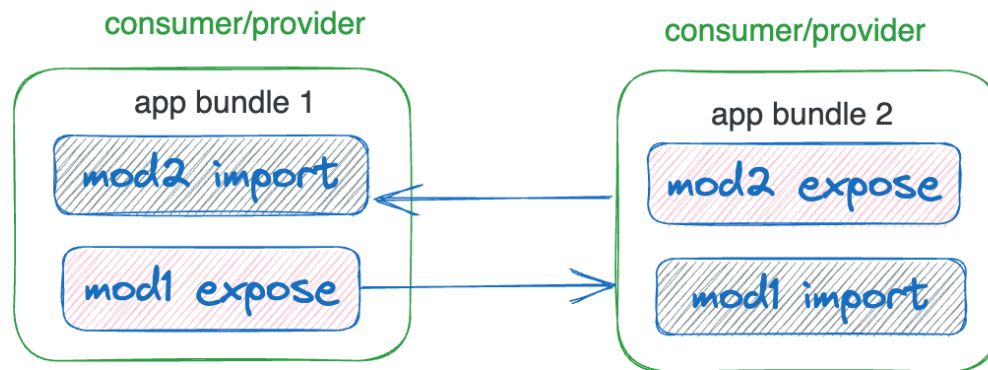 consumer/provider
app bundle 1
mod2 import
mod1 expose
consumer/provider
app bundle 2
mod2 expose
mod1 import